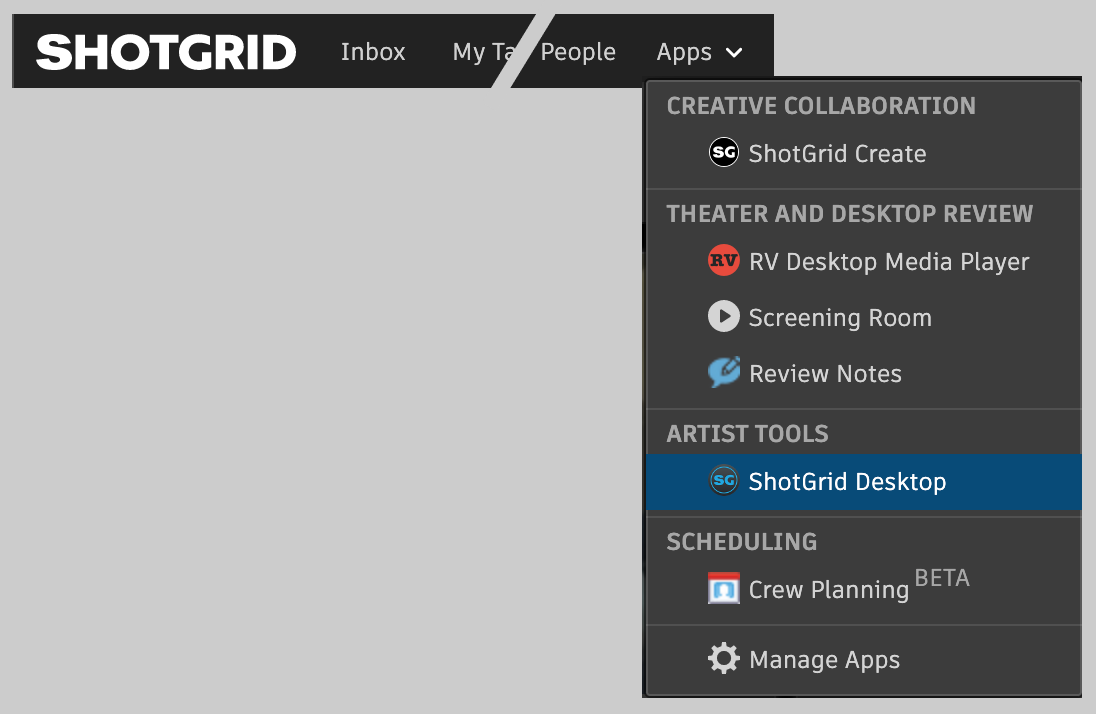 SHOTGRID Inbox My Ta People Apps
CREATIVE COLLABORATION
SG ShotGrid Create
THEATER AND DESKTOP REVIEW
RV RV Desktop Media Player
Screening Room
Review Notes
ARTIST TOOLS
SG ShotGrid Desktop
SCHEDULING
Crew Planning BETA
Manage Apps